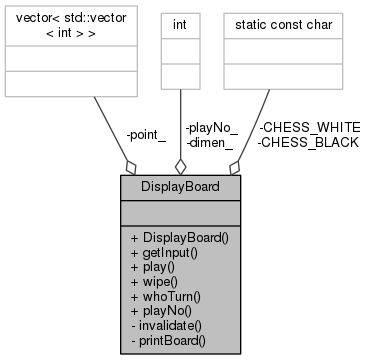 vector< std::vector
< int > >
int
static const char
-point_
-playNo_
-dimen_
-CHESS_WHITE
-CHESS_BLACK
DisplayBoard
+ DisplayBoard()
+ getInput()
+ play()
+ wipe()
+ whoTurn()
+ playNo()
- invalidate()
- printBoard()